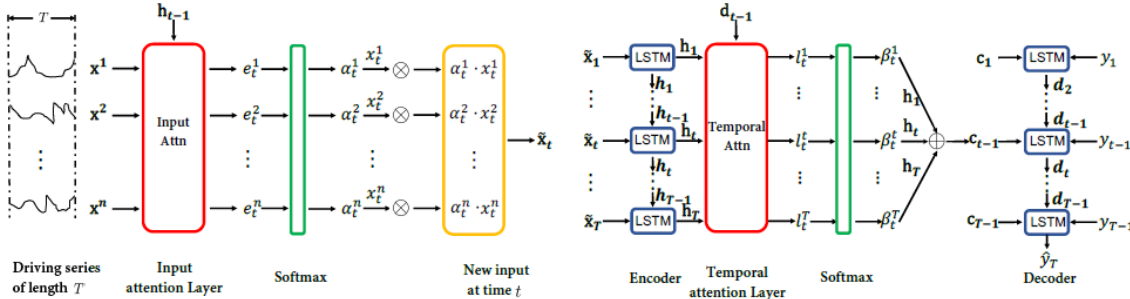 T
h_{t-1}
x^1
e_t^1
α_t^1
x_t^1
⊗
α_t^1 · x_t^1
x^2
e_t^2
α_t^2
x_t^2
⊗
α_t^2 · x_t^2
Input
Attn
⋮
x̃_t
x^n
e_t^n
α_t^n
x_t^n
⊗
α_t^n · x_t^n
Driving series
of length T
Input
attention Layer
Softmax
New input
at time t
d_{t-1}
x̃_1
LSTM
h_1
l_t^1
β_t^1
h_1
c_1
LSTM
y_1
h_1
d_2
h_{t-1}
d_{t-1}
x̃_t
LSTM
h_t
Temporal
Attn
l_t^t
β_t^t
h_t
⊕
c_{t-1}
LSTM
y_{t-1}
h_t
h_T
d_t
h_{T-1}
d_{T-1}
x̃_T
LSTM
h_T
l_t^T
β_t^T
c_{T-1}
LSTM
y_{T-1}
ŷ_T
Encoder
Temporal
attention Layer
Softmax
Decoder